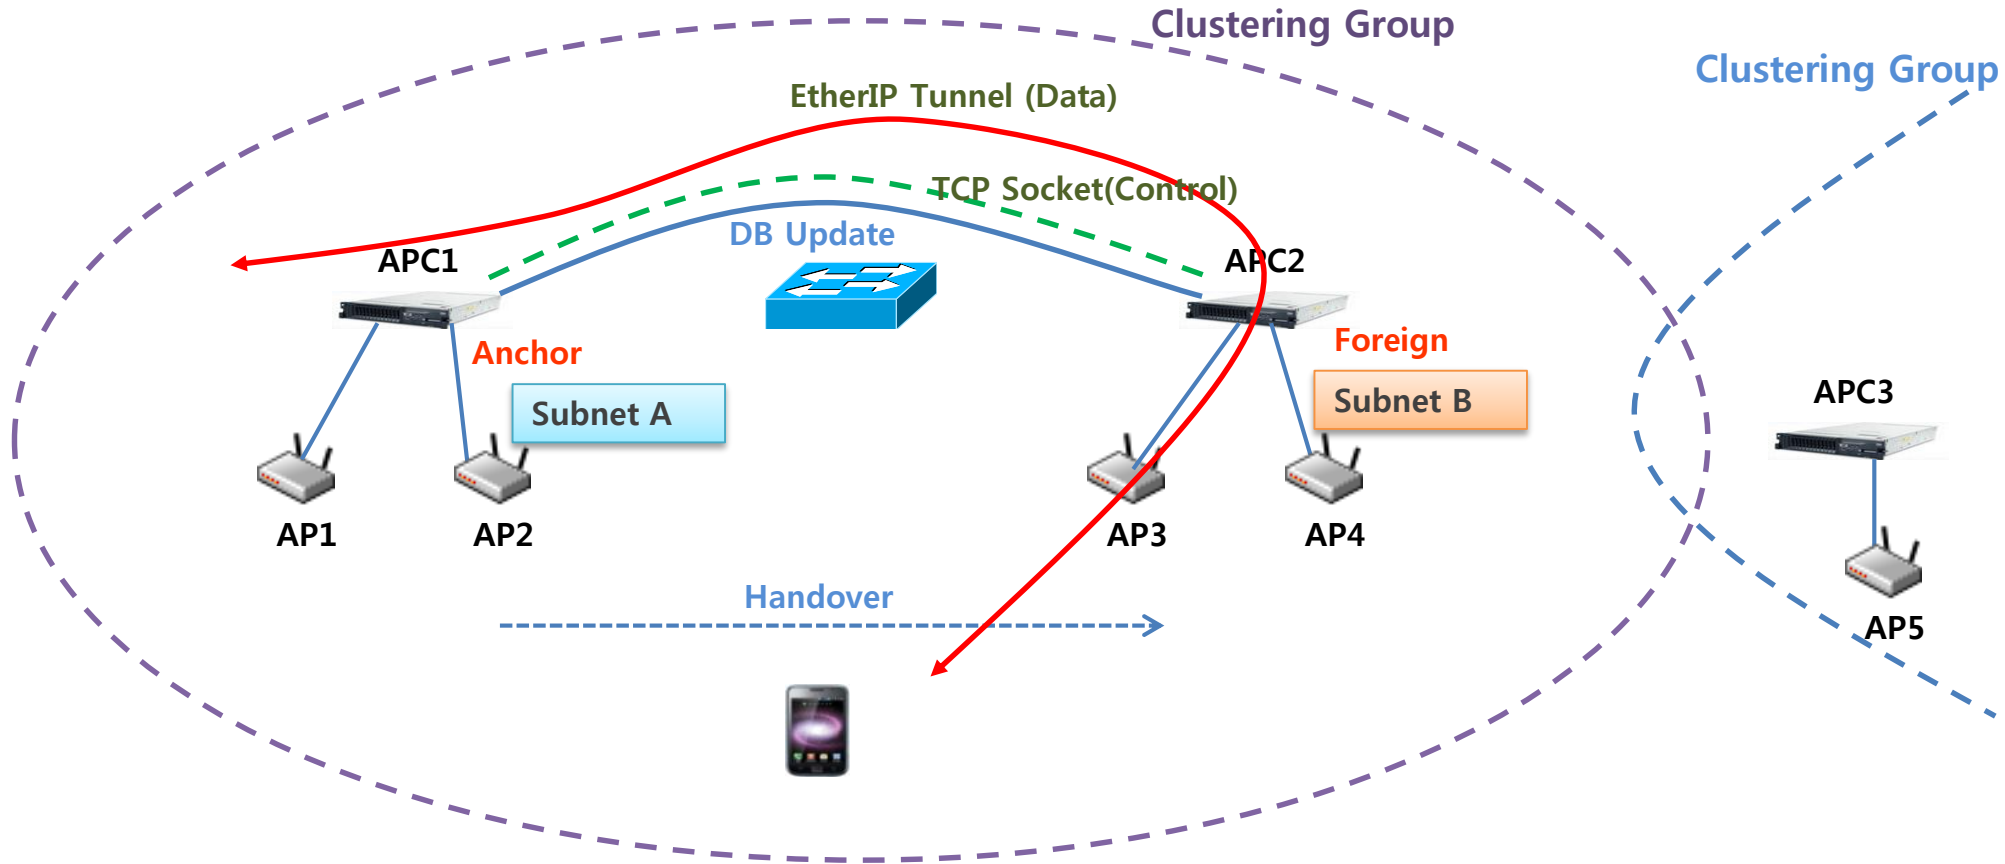 Clustering Group
Clustering Group
EtherIP Tunnel (Data)
TCP Socket(Control)
DB Update
APC1
APC2
Anchor
Foreign
Subnet A
Subnet B
APC3
AP1
AP2
AP3
AP4
Handover
AP5